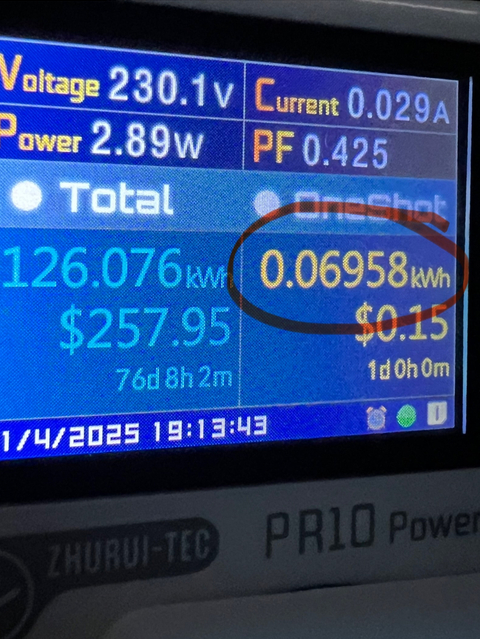 Voltage 230.1V Current 0.029A
Power 2.89W PF 0.425
Total OneShot
126.076kWh 0.06958kWh
$257.95 $0.15
76d 8h 2m 1d 0h 0m
1/4/2025 19:13:43
ZHURUI-TEC PR10 Power